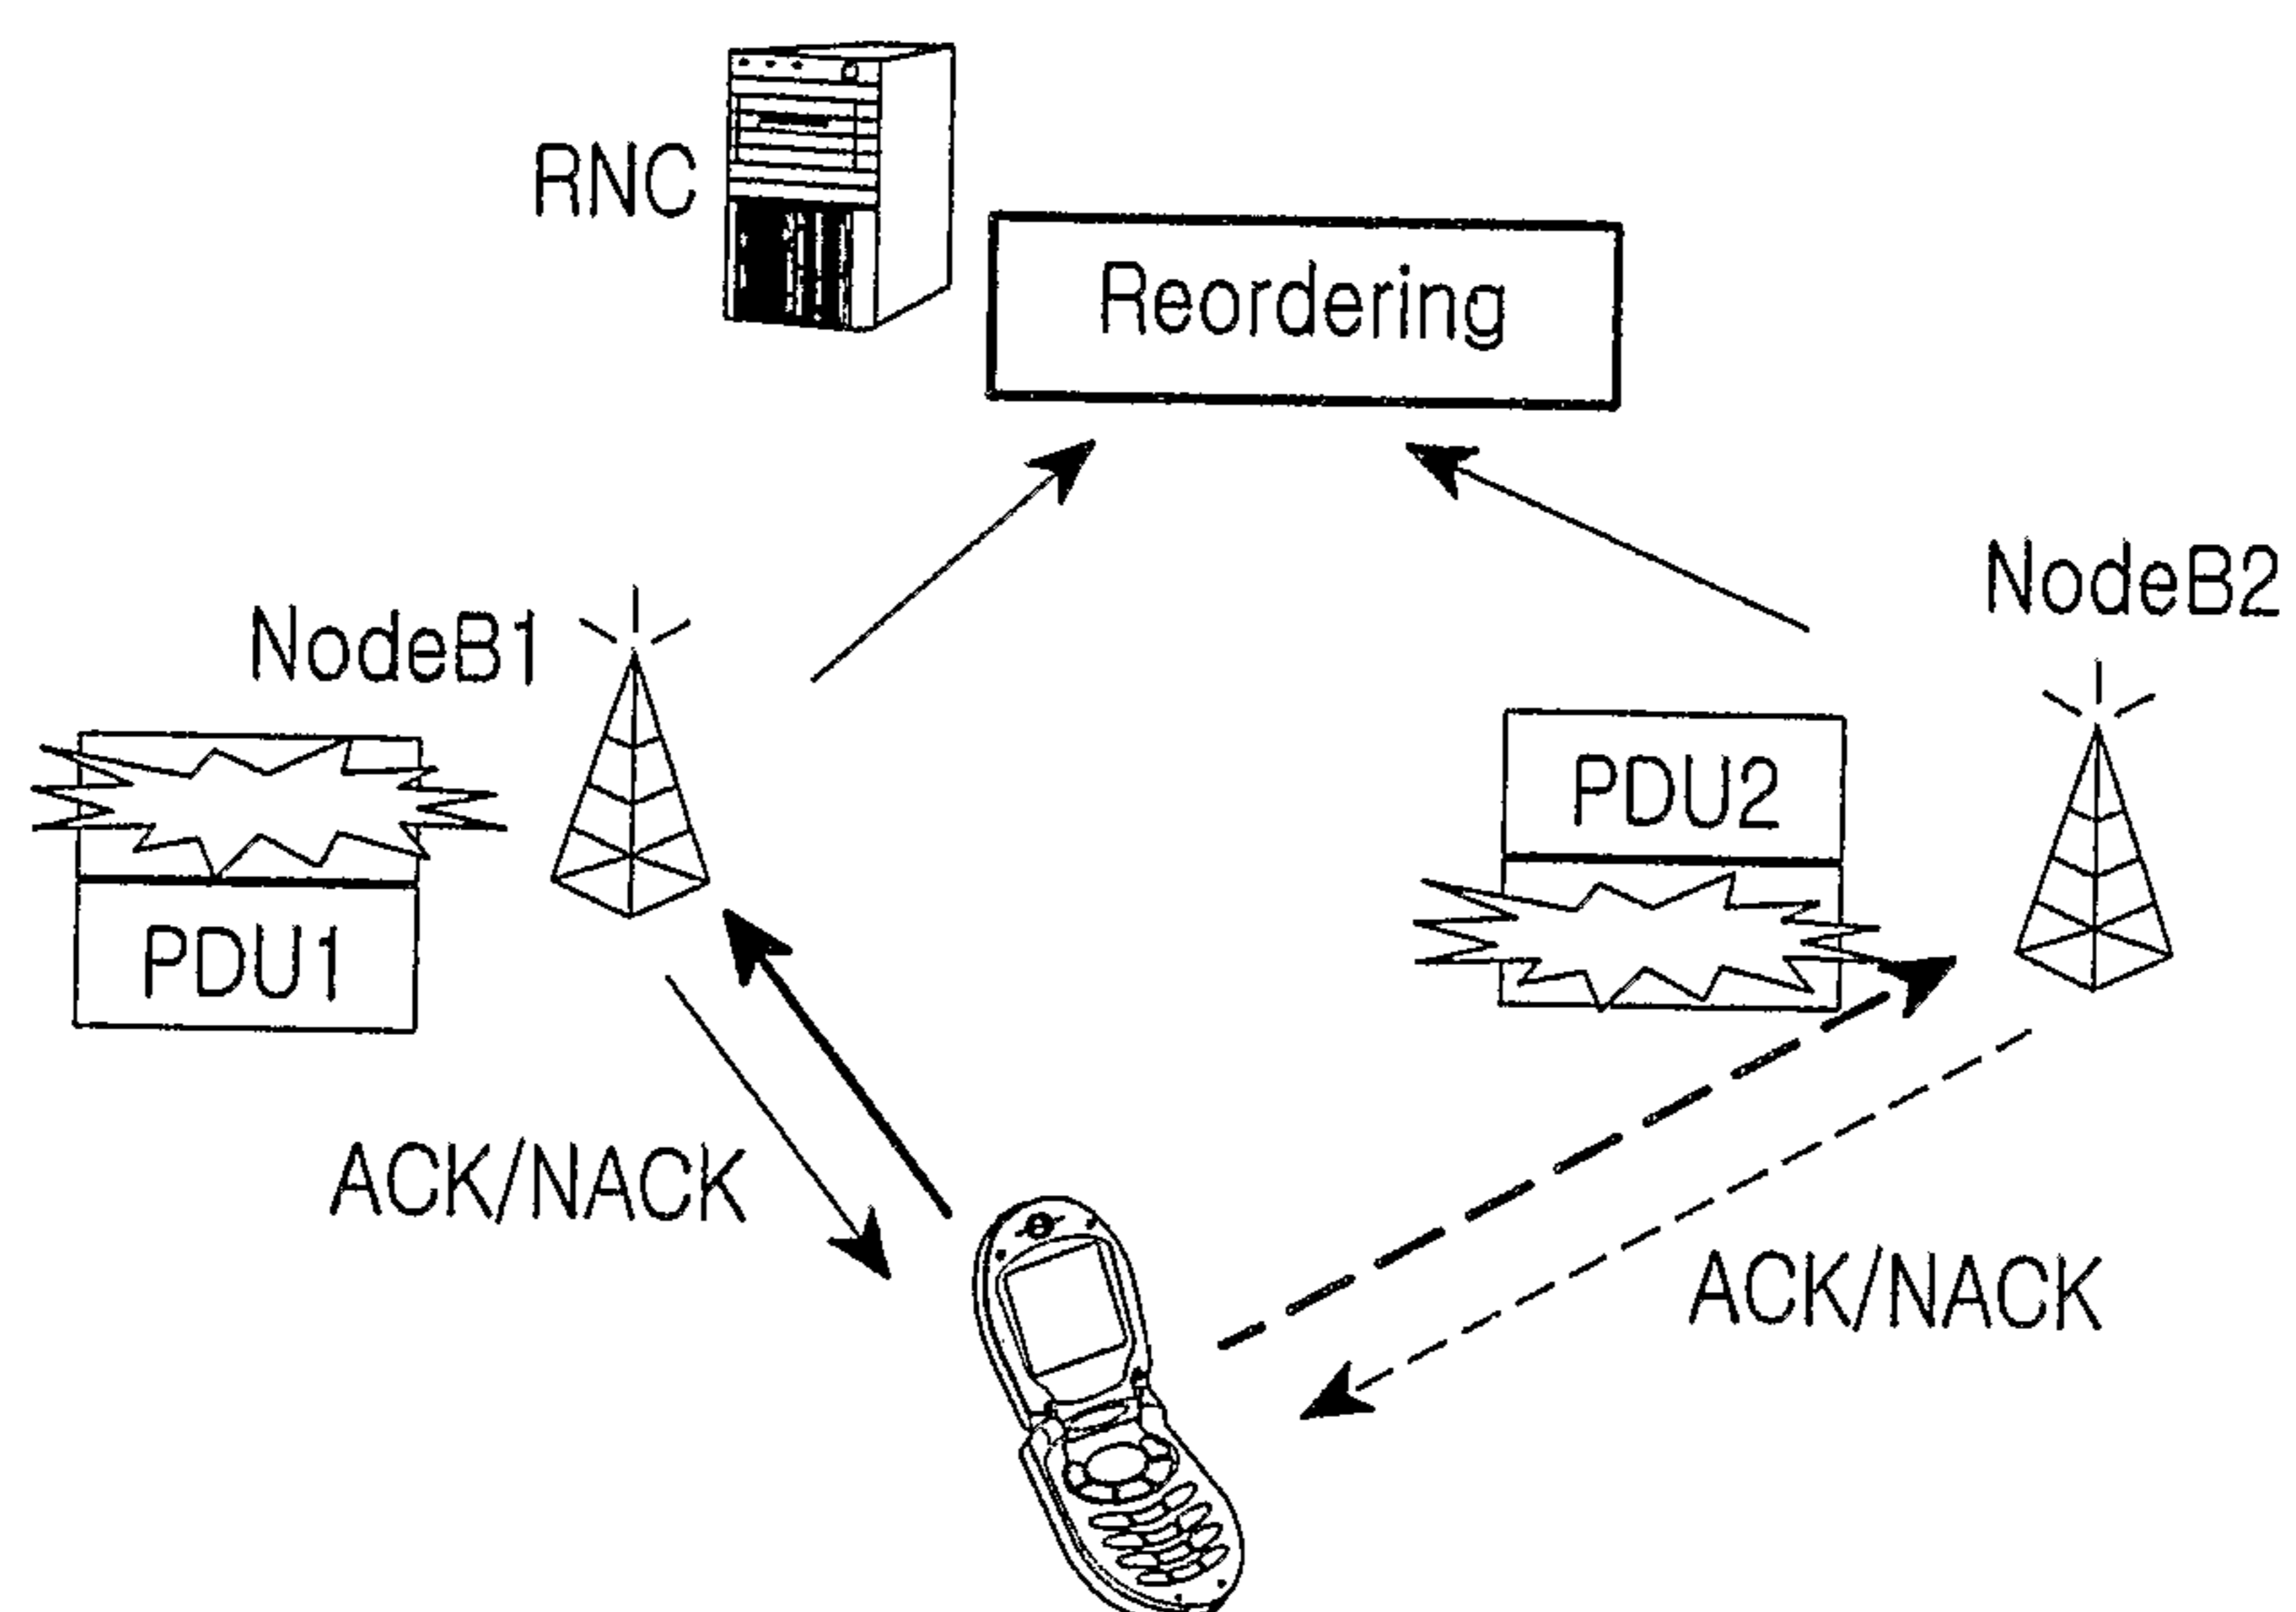 RNC
Reordering
NodeB1
NodeB2
PDU1
PDU2
ACK/NACK
ACK/NACK